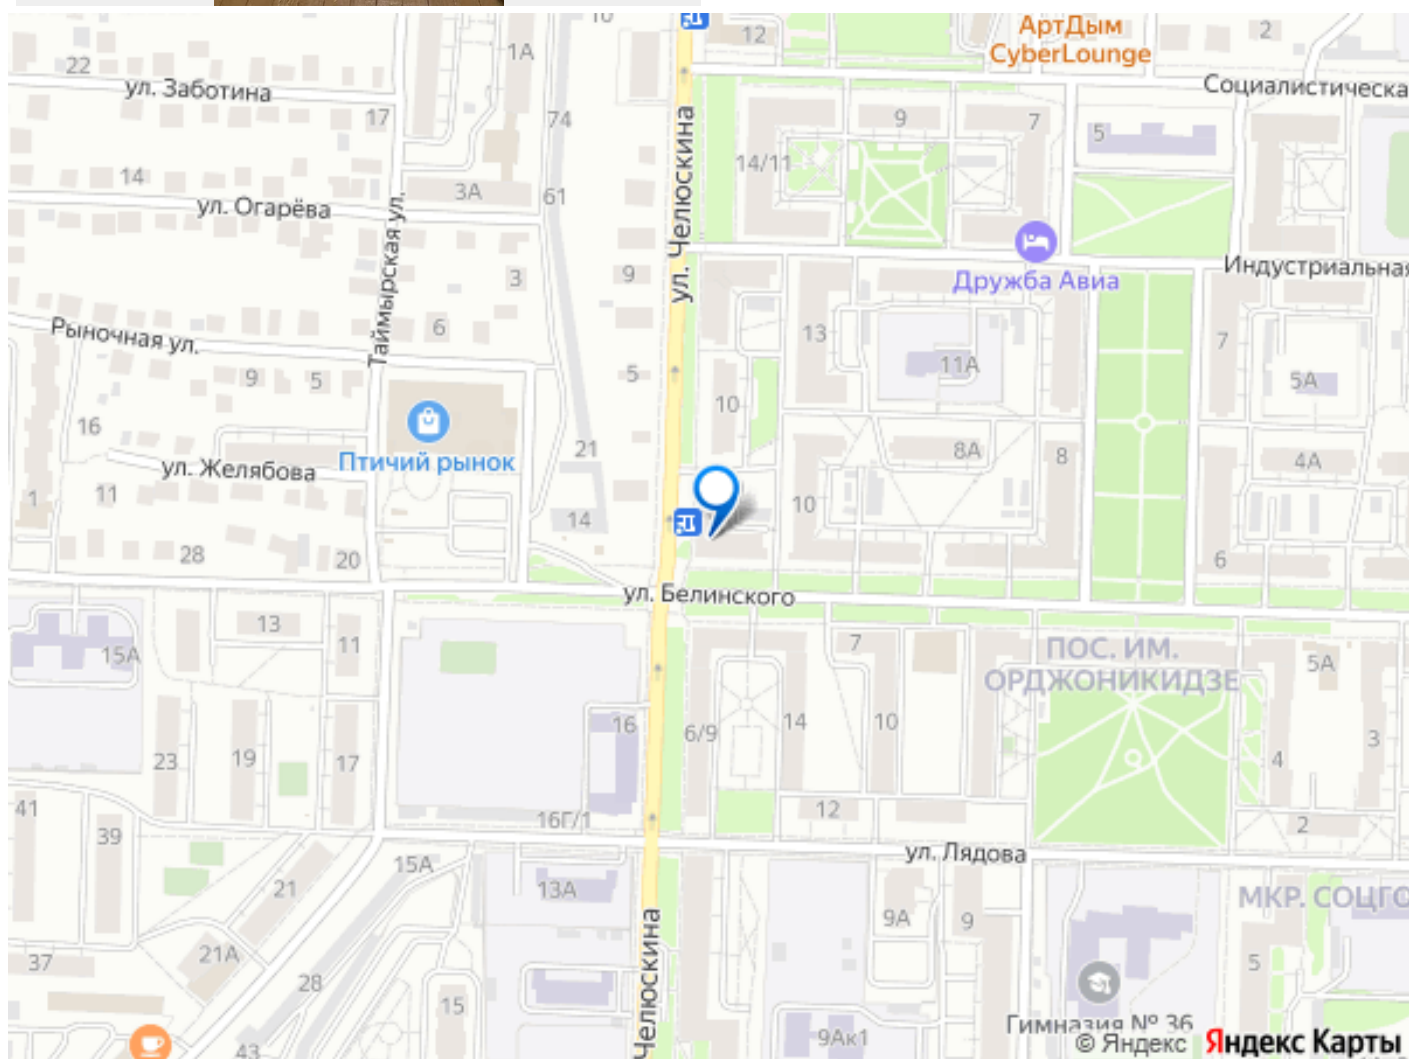 10
12
АртДым
CyberLounge
2
1А
22
ул. Заботина
Социалистическа
17
74
ул. Челюскина
9
7
5
14/11
14
3А
61
ул. Огарёва
Таймырская ул.
3
9
Дружба Авиа
Индустриальная
Рыночная ул.
6
13
7
11А
5А
9
5
5
10
16
21
Птичий рынок
ул. Желябова
8А
8
4А
1
11
14
10
28
20
6
ул. Белинского
13
11
15А
7
ПОС. ИМ.
ОРДЖОНИКИДЗЕ
5А
16
6/9
14
10
23
19
17
4
3
41
39
16Г/1
12
2
ул. Лядова
15А
21
13А
МКР. СОЦГО
9А
9
37
21А
28
15
Челюскина
5
43
9Ак1
Гимназия № 36
© Яндекс Яндекс Карты